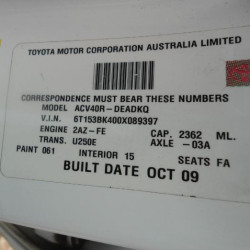 TOYOTA MOTOR CORPORATION AUSTRALIA LIMITED
CORRESPONDENCE MUST BEAR THESE NUMBERS
MODEL ACV40R-DEADKQ
V.I.N. 6T153BK400X089397
ENGINE 2AZ-FE CAP. 2362 ML.
TRANS. U250E AXLE -03A
PAINT 061 INTERIOR 15 SEATS FA
BUILT DATE OCT 09